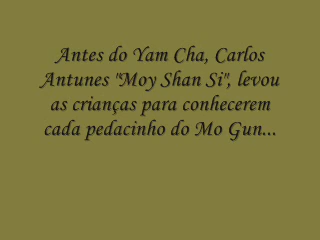 Antes do Yam Cha, Carlos
Antunes "Moy Shan Si", levou
as crianças para conhecerem
cada pedacinho do Mo Gun...